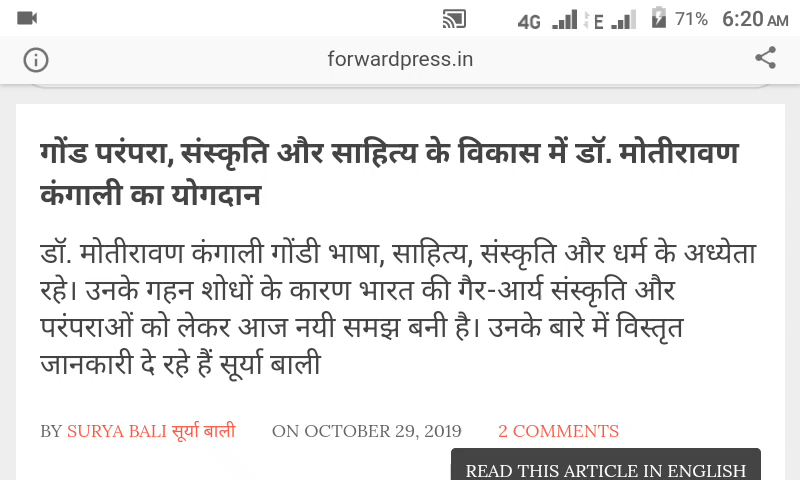 4G E 71% 6:20 AM
forwardpress.in
गोंड परंपरा, संस्कृति और साहित्य के विकास में डॉ. मोतीरावण
कंगाली का योगदान
डॉ. मोतीरावण कंगाली गोंडी भाषा, साहित्य, संस्कृति और धर्म के अध्येता
रहे। उनके गहन शोधों के कारण भारत की गैर-आर्य संस्कृति और
परंपराओं को लेकर आज नयी समझ बनी है। उनके बारे में विस्तृत
जानकारी दे रहे हैं सूर्या बाली
BY SURYA BALI सूर्या बाली ON OCTOBER 29, 2019 2 COMMENTS
READ THIS ARTICLE IN ENGLISH